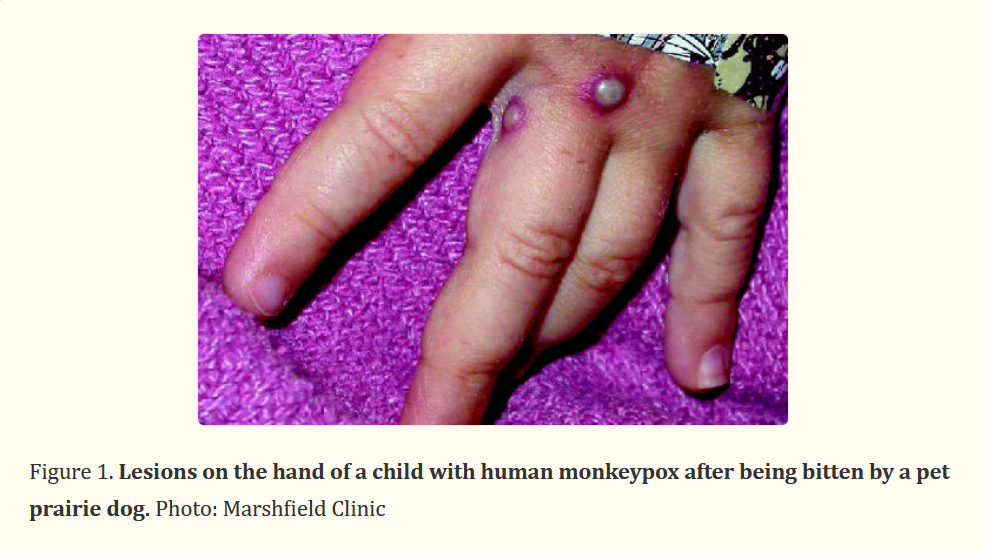 Figure 1. Lesions on the hand of a child with human monkeypox after being bitten by a pet
prairie dog. Photo: Marshfield Clinic